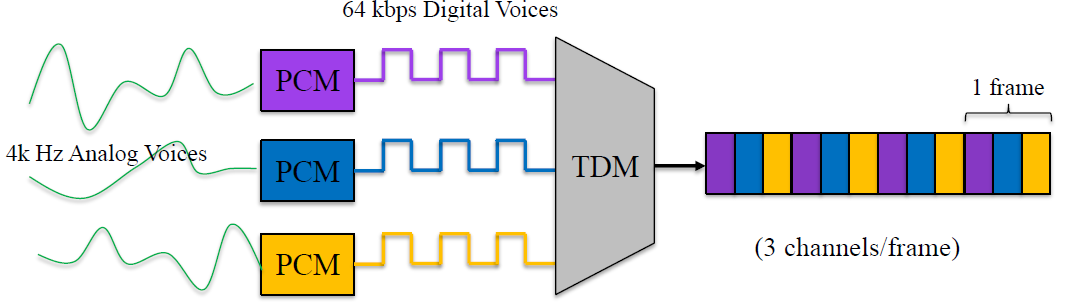 64 kbps Digital Voices
PCM
1 frame
4k Hz Analog Voices
PCM
TDM
PCM
(3 channels/frame)